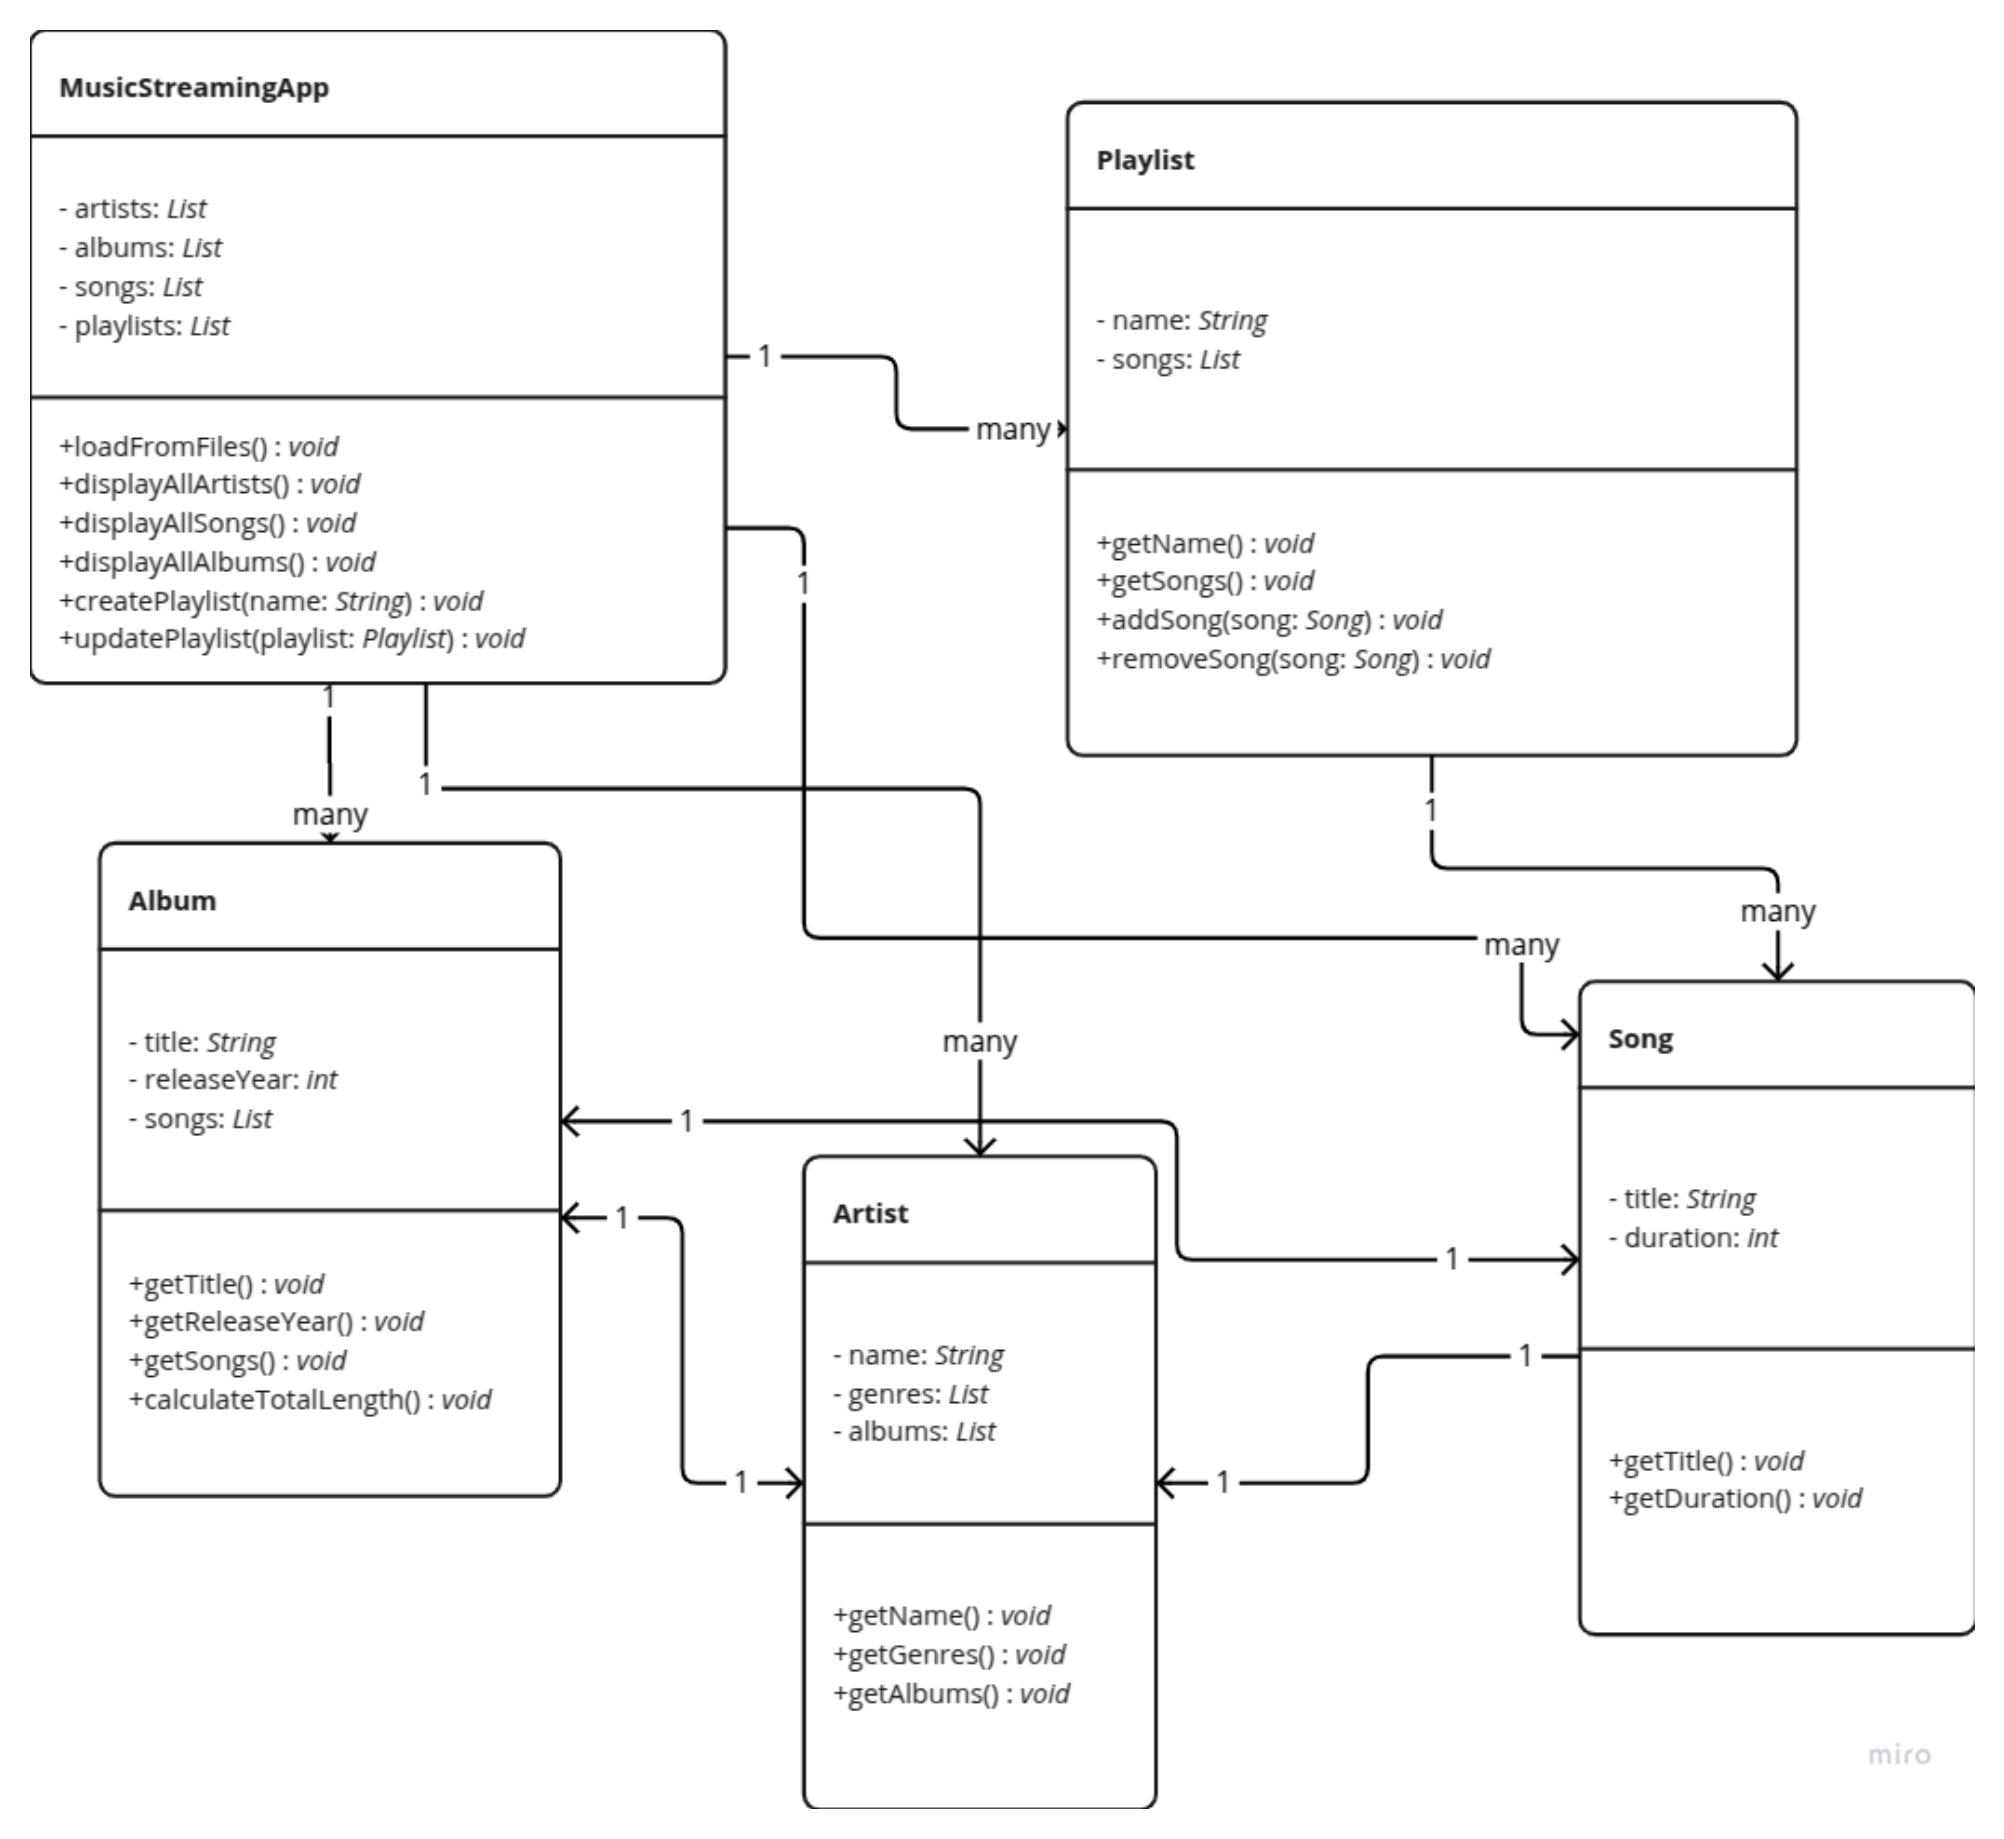 MusicStreamingApp
- artists: List
- albums: List
- songs: List
- playlists: List
+loadFromFiles() : void
+displayAllArtists() : void
+displayAllSongs() : void
+displayAllAlbums() : void
+createPlaylist(name: String) : void
+updatePlaylist(playlist: Playlist) : void
Playlist
- name: String
- songs: List
+getName() : void
+getSongs() : void
+addSong(song: Song) : void
+removeSong(song: Song) : void
1
many
1
many
1
many
1
many
1
many
Album
- title: String
- releaseYear: int
- songs: List
+getTitle() : void
+getReleaseYear() : void
+getSongs() : void
+calculateTotalLength() : void
1
1
1
1
Artist
- name: String
- genres: List
- albums: List
+getName() : void
+getGenres() : void
+getAlbums() : void
1
1
Song
- title: String
- duration: int
+getTitle() : void
+getDuration() : void
miro